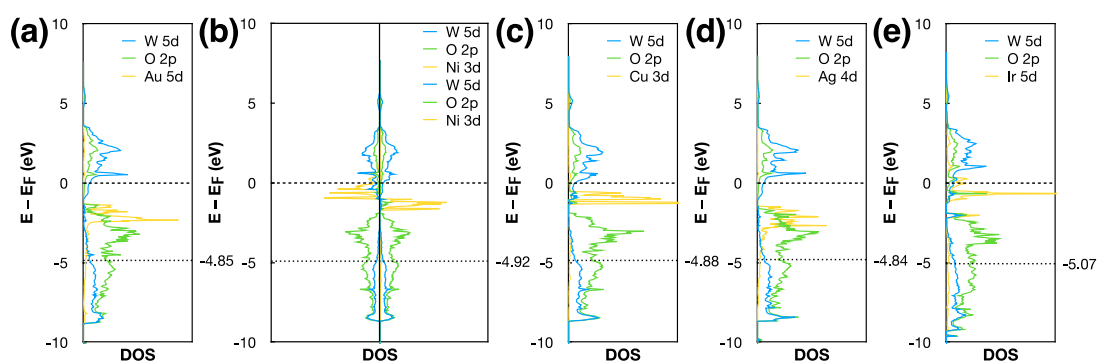 (a)
W 5d
O 2p
Au 5d
10
5
0
-5
-10
E − EF (eV)
DOS
-4.85
(b)
W 5d
O 2p
Ni 3d
W 5d
O 2p
Ni 3d
10
5
0
-5
-10
E − EF (eV)
DOS
-4.92
(c)
W 5d
O 2p
Cu 3d
10
5
0
-5
-10
E − EF (eV)
DOS
-4.88
(d)
W 5d
O 2p
Ag 4d
10
5
0
-5
-10
E − EF (eV)
DOS
-4.84
(e)
W 5d
O 2p
Ir 5d
10
5
0
-5
-10
E − EF (eV)
DOS
-5.07